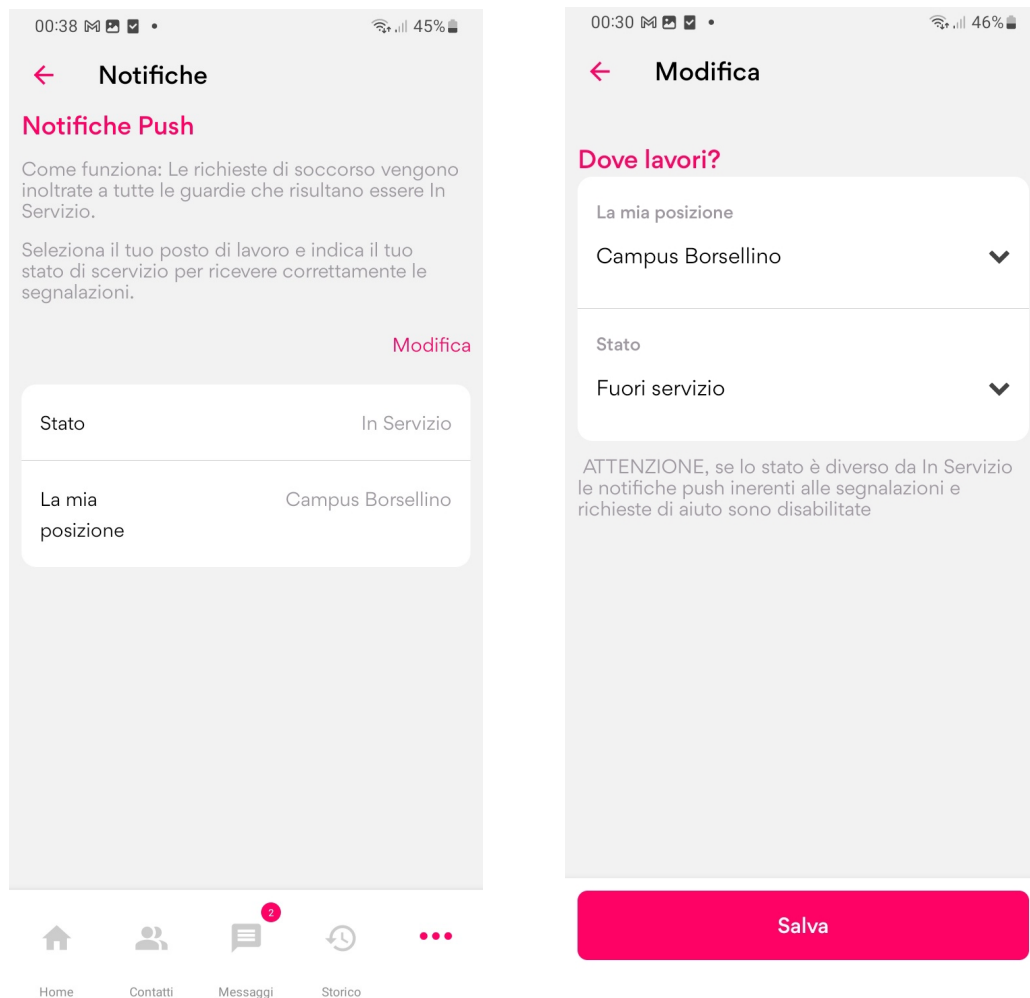 00:38
45%
Notifiche
Notifiche Push
Come funziona: Le richieste di soccorso vengono
inoltrate a tutte le guardie che risultano essere In
Servizio.
Seleziona il tuo posto di lavoro e indica il tuo
stato di scervizio per ricevere correttamente le
segnalazioni.
Modifica
Stato
In Servizio
La mia
posizione
Campus Borsellino
2
Home
Contatti
Messaggi
Storico
00:30
46%
Modifica
Dove lavori?
La mia posizione
Campus Borsellino
Stato
Fuori servizio
ATTENZIONE, se lo stato è diverso da In Servizio
le notifiche push inerenti alle segnalazioni e
richieste di aiuto sono disabilitate
Salva